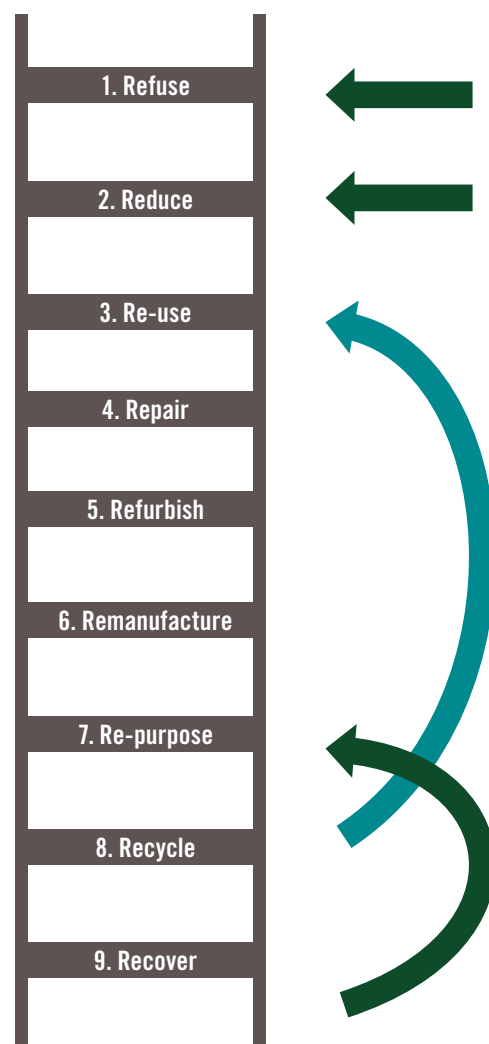 1. Refuse
2. Reduce
3. Re-use
4. Repair
5. Refurbish
6. Remanufacture
7. Re-purpose
8. Recycle
9. Recover